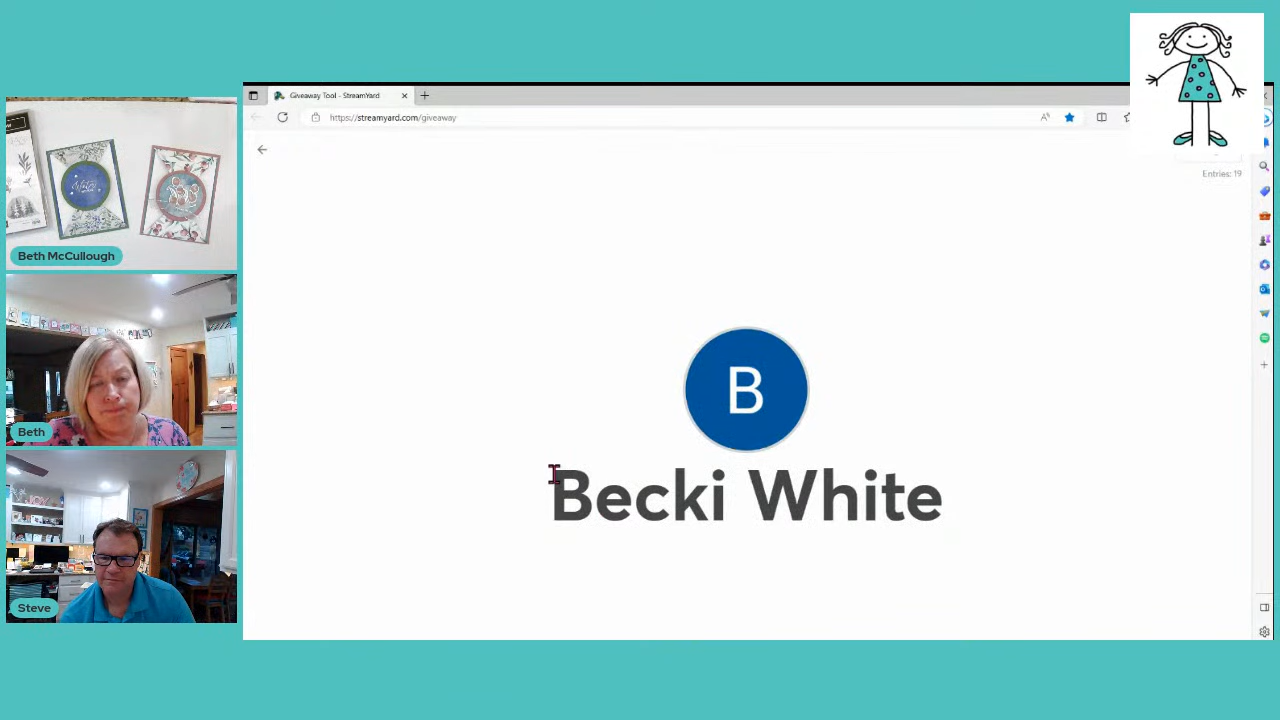 Giveaway Tool - StreamYard
https://streamyard.com/giveaway
Entries: 19
B
Becki White
Beth McCullough
Beth
Steve